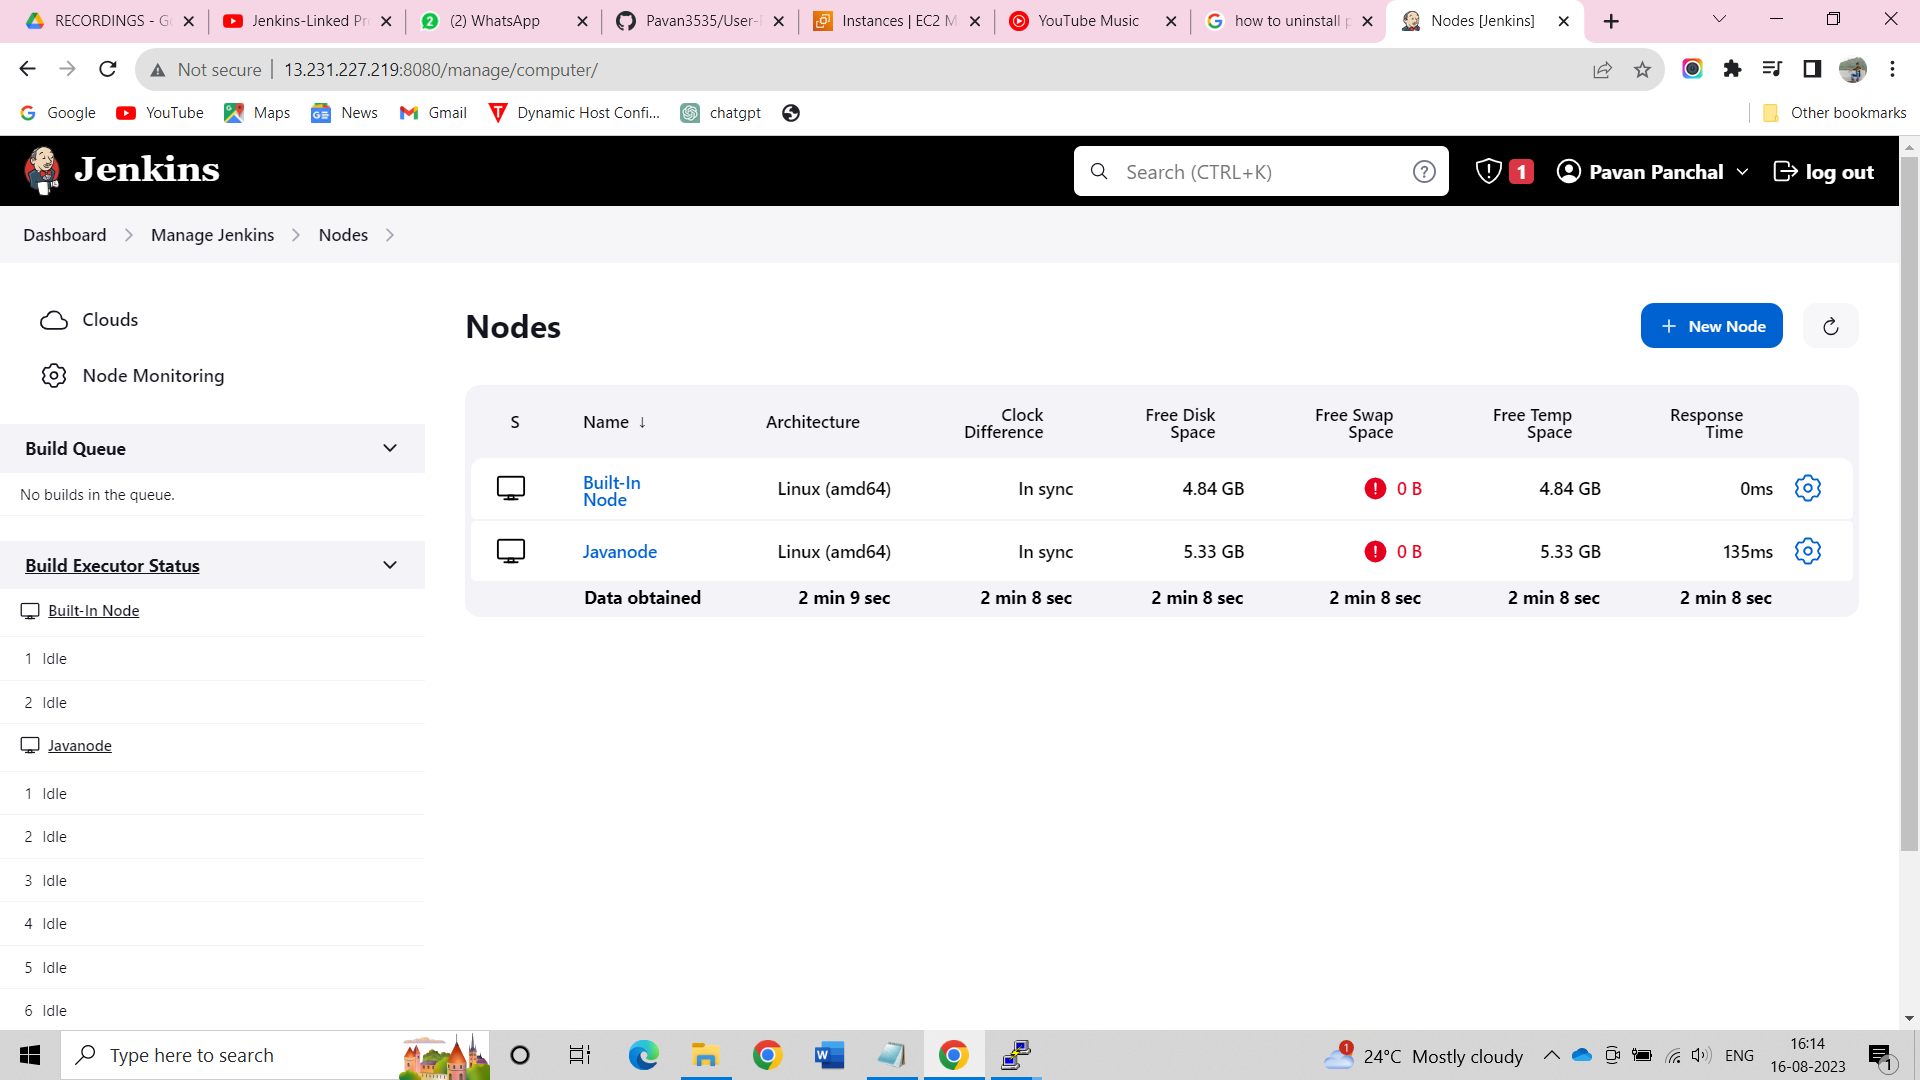 RECORDINGS - G
Jenkins-Linked Pr
(2) WhatsApp
Pavan3535/User-
Instances | EC2 M
YouTube Music
how to uninstall p
Nodes [Jenkins]
Not secure
13.231.227.219:8080/manage/computer/
Google
YouTube
Maps
News
Gmail
Dynamic Host Confi...
chatgpt
Other bookmarks
Jenkins
Search (CTRL+K)
1
Pavan Panchal
log out
Dashboard
Manage Jenkins
Nodes
Clouds
Node Monitoring
Build Queue
No builds in the queue.
Build Executor Status
Built-In Node
1 Idle
2 Idle
Javanode
1 Idle
2 Idle
3 Idle
4 Idle
5 Idle
6 Idle
Nodes
+ New Node
S Name ↓ Architecture Clock Difference Free Disk Space Free Swap Space Free Temp Space Response Time
Built-In Node Linux (amd64) In sync 4.84 GB 0 B 4.84 GB 0ms
Javanode Linux (amd64) In sync 5.33 GB 0 B 5.33 GB 135ms
Data obtained 2 min 9 sec 2 min 8 sec 2 min 8 sec 2 min 8 sec 2 min 8 sec 2 min 8 sec
Type here to search
1
24°C Mostly cloudy
ENG
16:14
16-08-2023
1